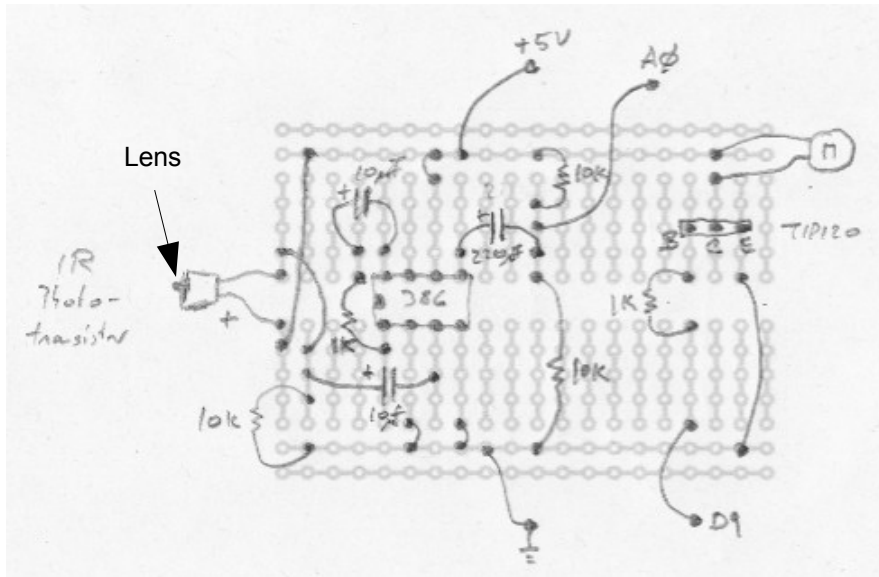 +5V
AØ
Lens
10µF
10K
M
220µF
B C E
TIP120
IR
Photo-
transistor
+
386
1K
1K
+
10K
10µF
10K
D9